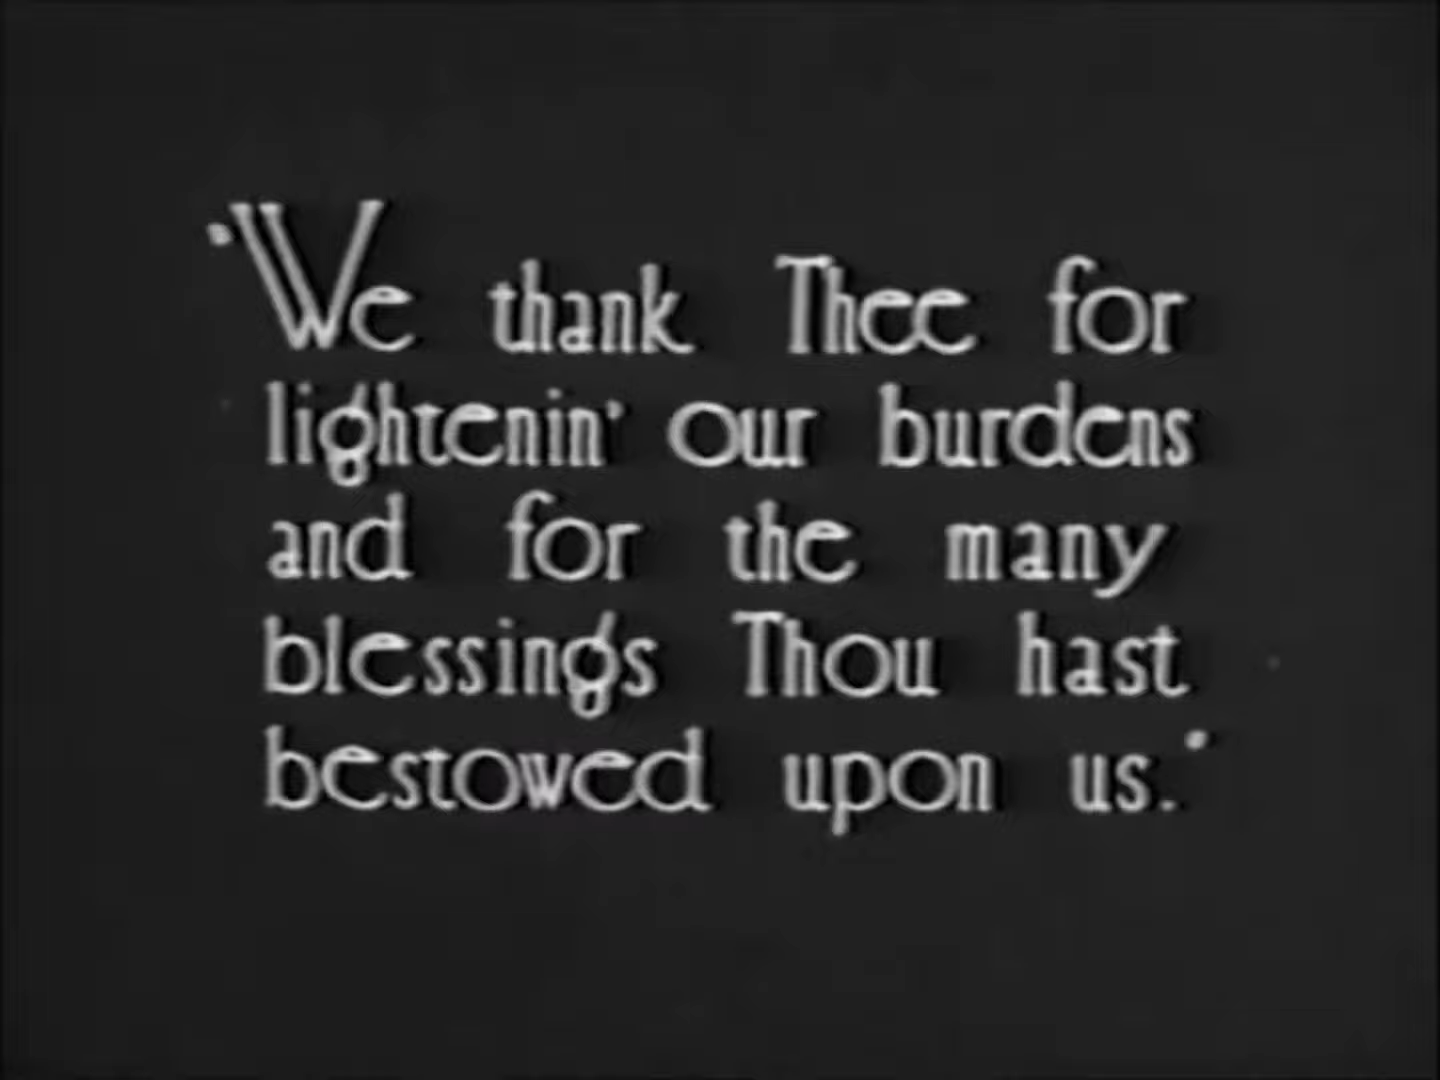 "We thank Thee for
lightenin' our burdens
and for the many
blessings Thou hast
bestowed upon us."